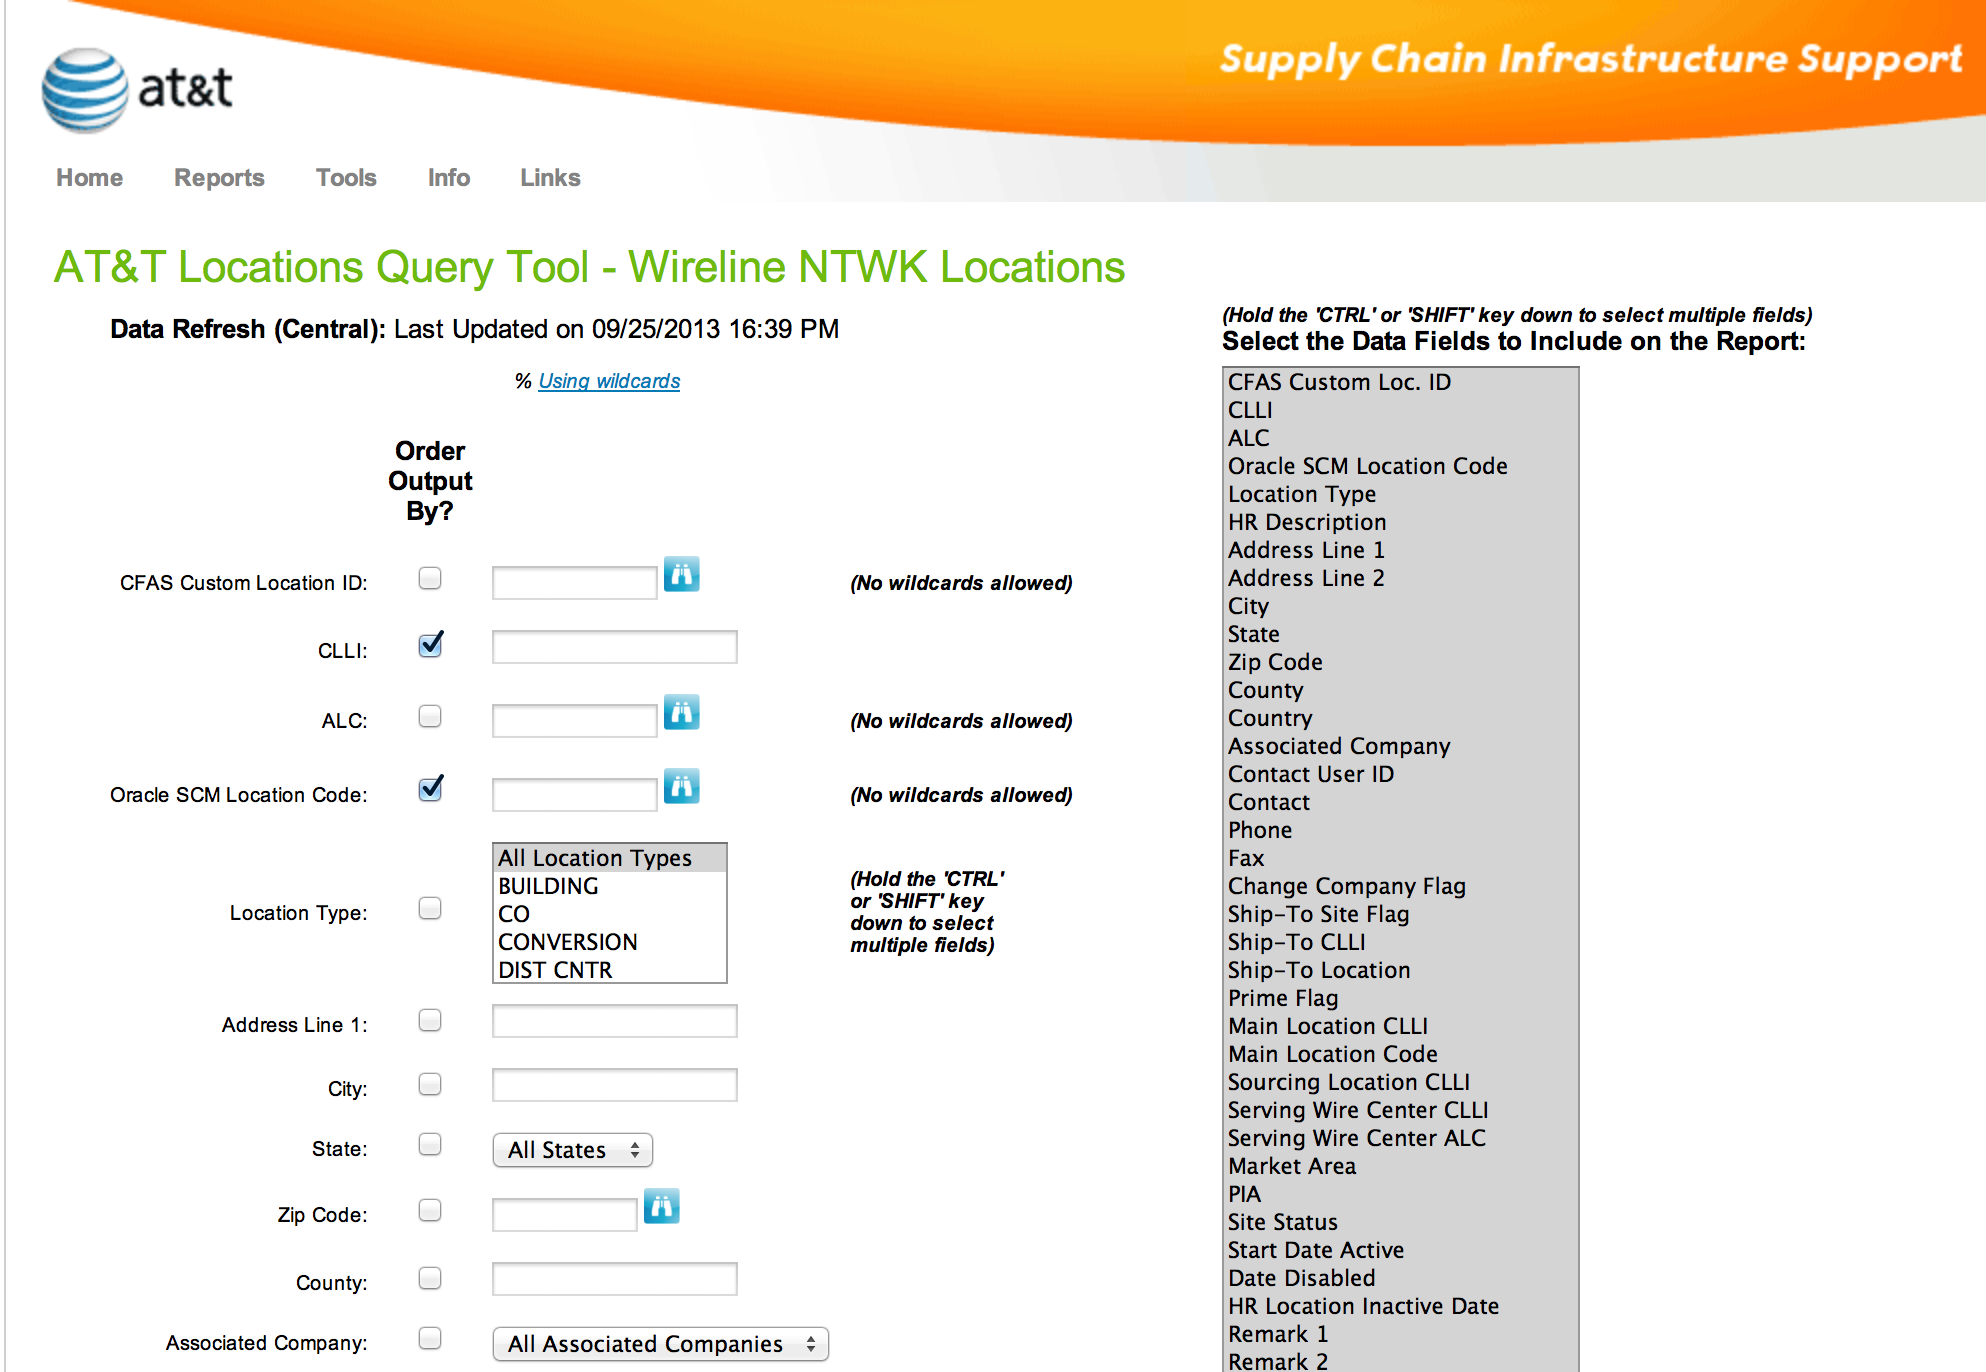 Supply Chain Infrastructure Support
at&t
Home Reports Tools Info Links
AT&T Locations Query Tool - Wireline NTWK Locations
Data Refresh (Central): Last Updated on 09/25/2013 16:39 PM
% Using wildcards
Order
Output
By?
CFAS Custom Location ID: (No wildcards allowed)
CLLI:
ALC: (No wildcards allowed)
Oracle SCM Location Code: (No wildcards allowed)
Location Type:
All Location Types
BUILDING
CO
CONVERSION
DIST CNTR
(Hold the 'CTRL'
or 'SHIFT' key
down to select
multiple fields)
Address Line 1:
City:
State: All States
Zip Code:
County:
Associated Company: All Associated Companies
(Hold the 'CTRL' or 'SHIFT' key down to select multiple fields)
Select the Data Fields to Include on the Report:
CFAS Custom Loc. ID
CLLI
ALC
Oracle SCM Location Code
Location Type
HR Description
Address Line 1
Address Line 2
City
State
Zip Code
County
Country
Associated Company
Contact User ID
Contact
Phone
Fax
Change Company Flag
Ship-To Site Flag
Ship-To CLLI
Ship-To Location
Prime Flag
Main Location CLLI
Main Location Code
Sourcing Location CLLI
Serving Wire Center CLLI
Serving Wire Center ALC
Market Area
PIA
Site Status
Start Date Active
Date Disabled
HR Location Inactive Date
Remark 1
Remark 2